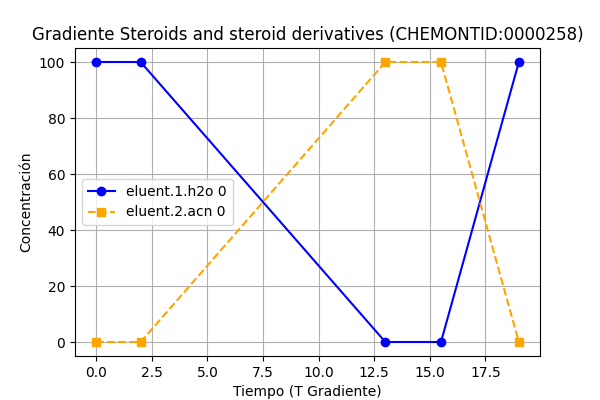 Gradiente Steroids and steroid derivatives (CHEMONTID:0000258)
100
80
60
40
20
0
Concentración
eluent.1.h2o 0
eluent.2.acn 0
0.0 2.5 5.0 7.5 10.0 12.5 15.0 17.5
Tiempo (T Gradiente)